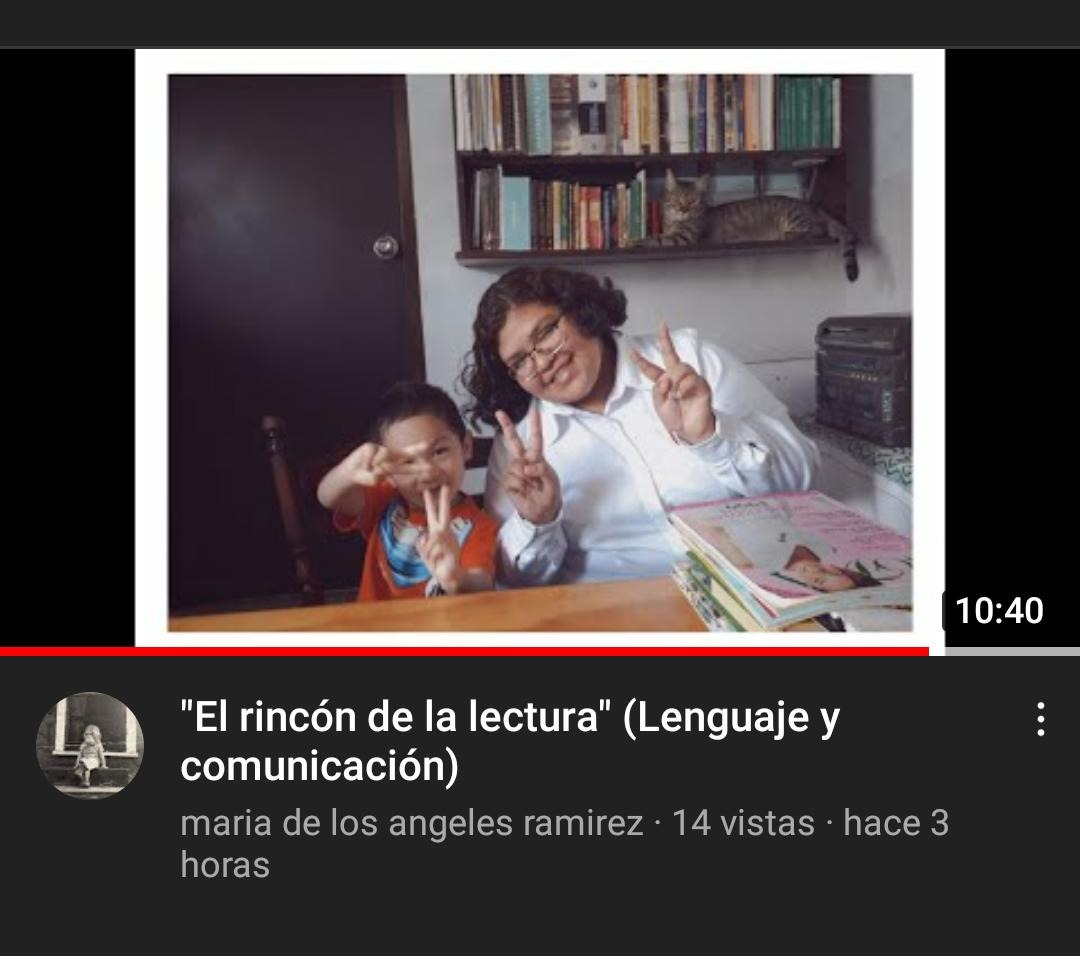 10:40
"El rincón de la lectura" (Lenguaje y
comunicación)
maria de los angeles ramirez · 14 vistas · hace 3
horas